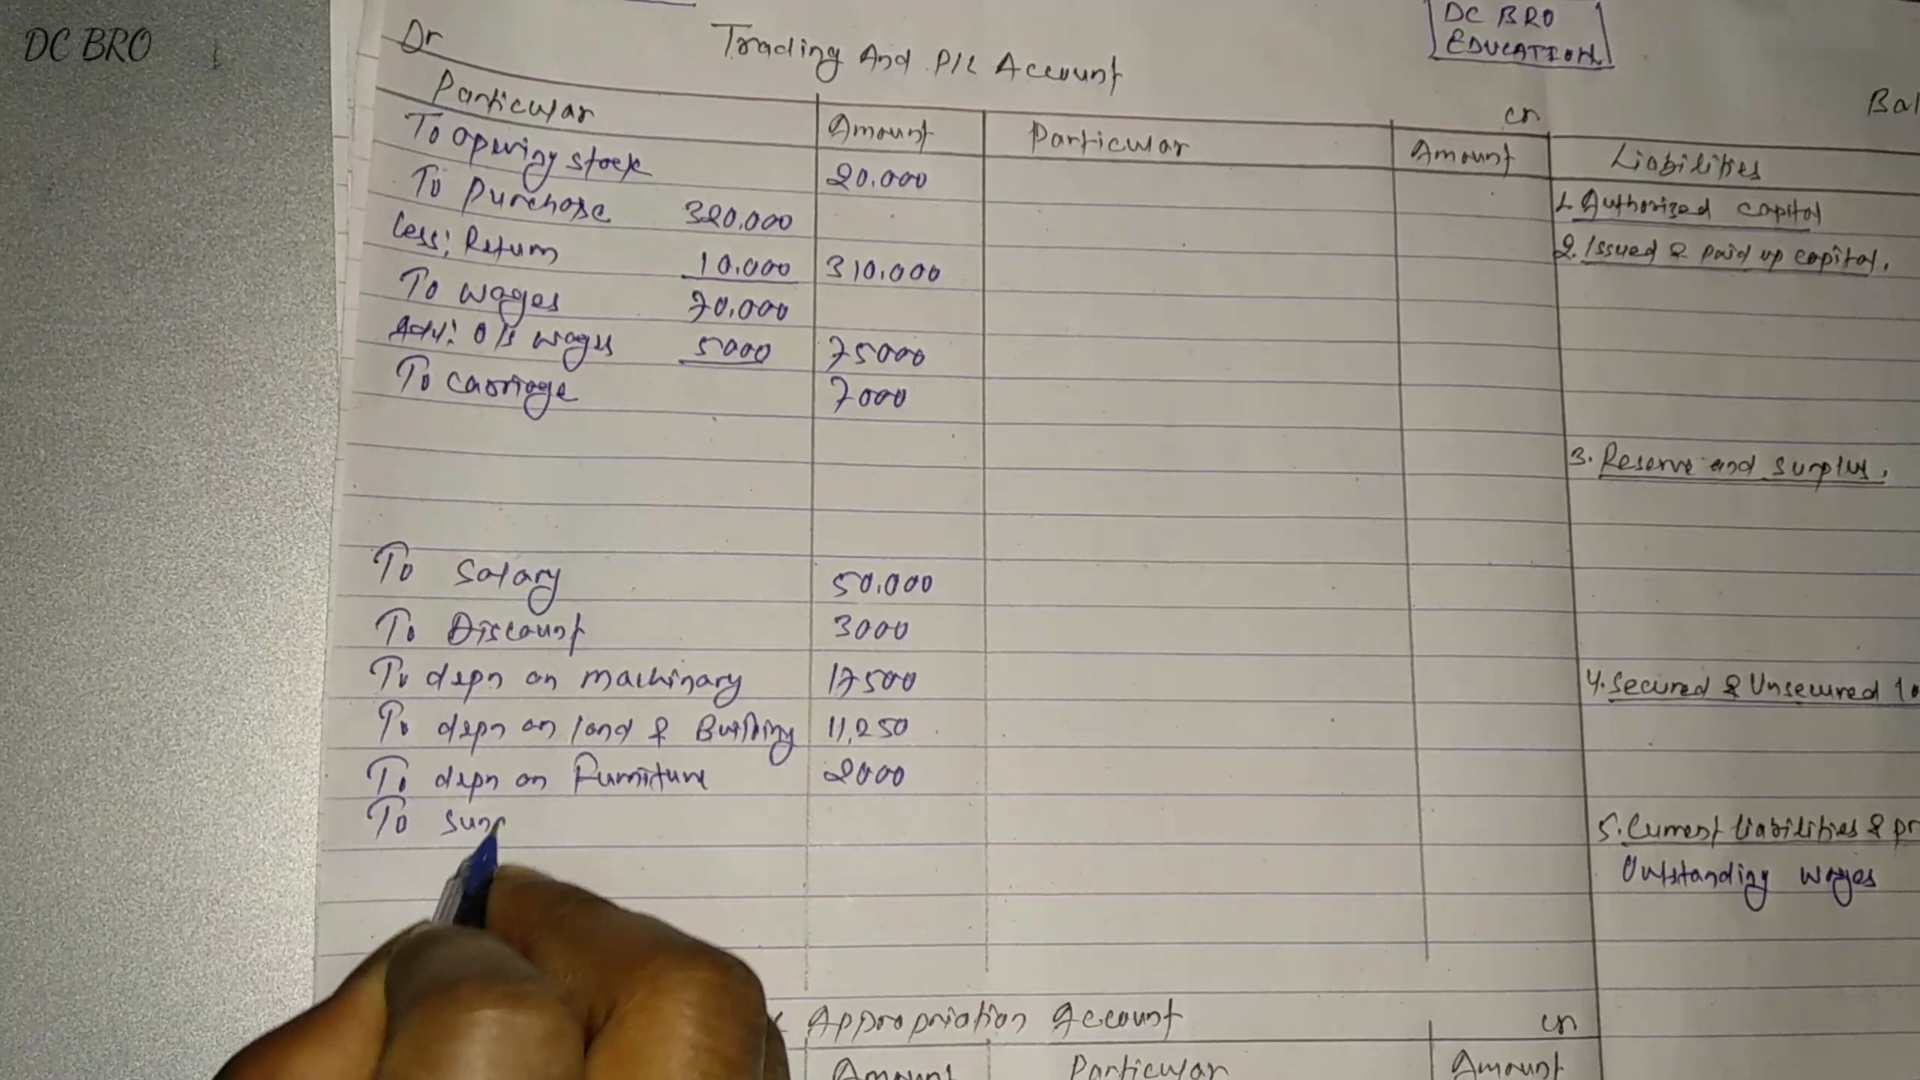 DC BRO
DC BRO
EDUCATION
Dr Trading And P/L Account cr
Bal
Particular Amount Particular Amount Liabilities
To opening stock 20.000
1. Authorized capital
To purchase 320.000
2. Issued & paid up capital.
Less: Return 10.000 310.000
To wages 70.000
Add: O/s wages 5000 75000
To carriage 7000
3. Reserve and surplus.
To Salary 50.000
To Discount 3000
To depn on machinary 17500
4. Secured & Unsecured lo
To depn on land & Building 11,250
To depn on Furniture 2000
To sun
5. Current liabilities & pr
Outstanding wages
Appropriation Account cr
Amount Particular Amount